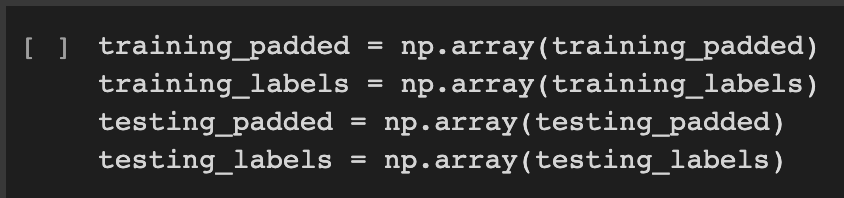 [ ] training_padded = np.array(training_padded)
training_labels = np.array(training_labels)
testing_padded = np.array(testing_padded)
testing_labels = np.array(testing_labels)